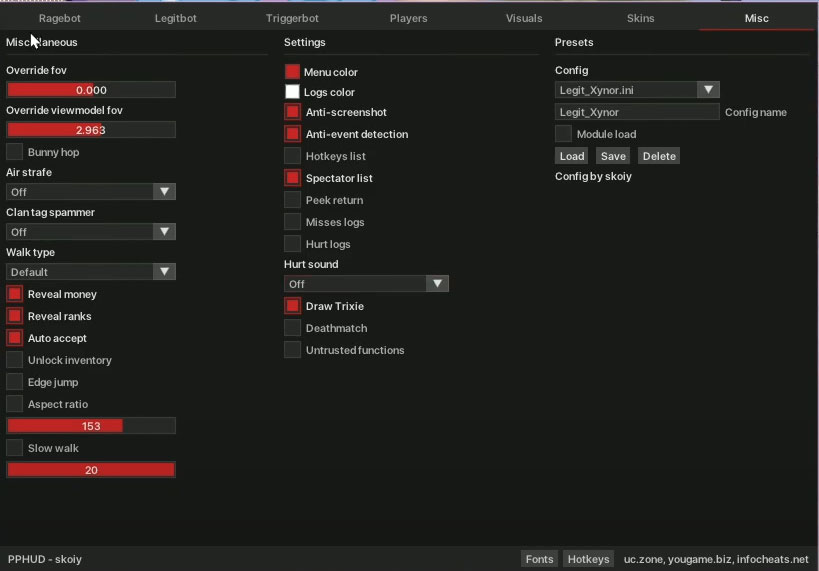 Ragebot Legitbot Triggerbot Players Visuals Skins Misc
Miscellaneous
Override fov
0.000
Override viewmodel fov
2.963
Bunny hop
Air strafe
Off
Clan tag spammer
Off
Walk type
Default
Reveal money
Reveal ranks
Auto accept
Unlock inventory
Edge jump
Aspect ratio
153
Slow walk
20
Settings
Menu color
Logs color
Anti-screenshot
Anti-event detection
Hotkeys list
Spectator list
Peek return
Misses logs
Hurt logs
Hurt sound
Off
Draw Trixie
Deathmatch
Untrusted functions
Presets
Config
Legit_Xynor.ini
Legit_Xynor Config name
Module load
Load Save Delete
Config by skoiy
PPHUD - skoiy Fonts Hotkeys uc.zone, yougame.biz, infocheats.net